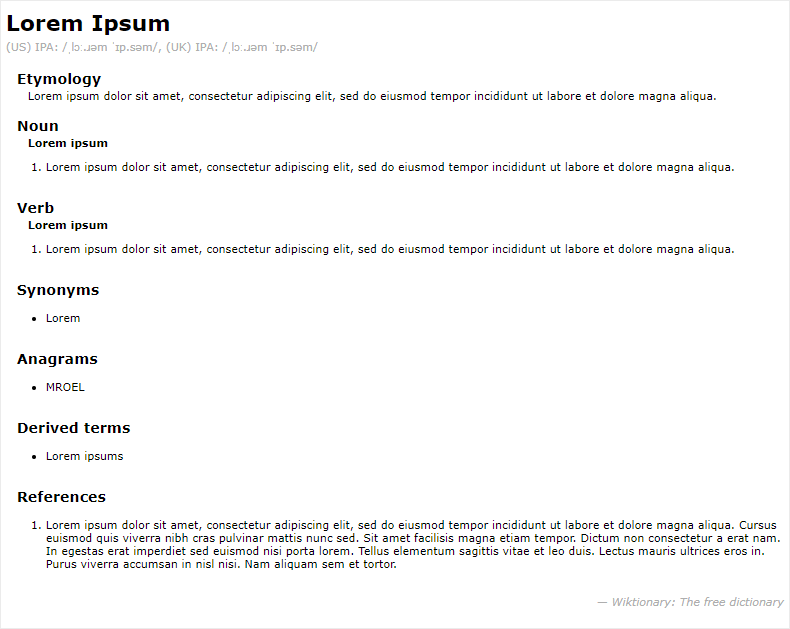 Lorem Ipsum
(US) IPA: /ˌlɔː.ɹəm ˈɪp.səm/, (UK) IPA: /ˌlɔː.ɹəm ˈɪp.səm/
Etymology
Lorem ipsum dolor sit amet, consectetur adipiscing elit, sed do eiusmod tempor incididunt ut labore et dolore magna aliqua.
Noun
Lorem ipsum
1. Lorem ipsum dolor sit amet, consectetur adipiscing elit, sed do eiusmod tempor incididunt ut labore et dolore magna aliqua.
Verb
Lorem ipsum
1. Lorem ipsum dolor sit amet, consectetur adipiscing elit, sed do eiusmod tempor incididunt ut labore et dolore magna aliqua.
Synonyms
• Lorem
Anagrams
• MROEL
Derived terms
• Lorem ipsums
References
1. Lorem ipsum dolor sit amet, consectetur adipiscing elit, sed do eiusmod tempor incididunt ut labore et dolore magna aliqua. Cursus
euismod quis viverra nibh cras pulvinar mattis nunc sed. Sit amet facilisis magna etiam tempor. Dictum non consectetur a erat nam.
In egestas erat imperdiet sed euismod nisi porta lorem. Tellus elementum sagittis vitae et leo duis. Lectus mauris ultrices eros in.
Purus viverra accumsan in nisl nisi. Nam aliquam sem et tortor.
— Wiktionary: The free dictionary